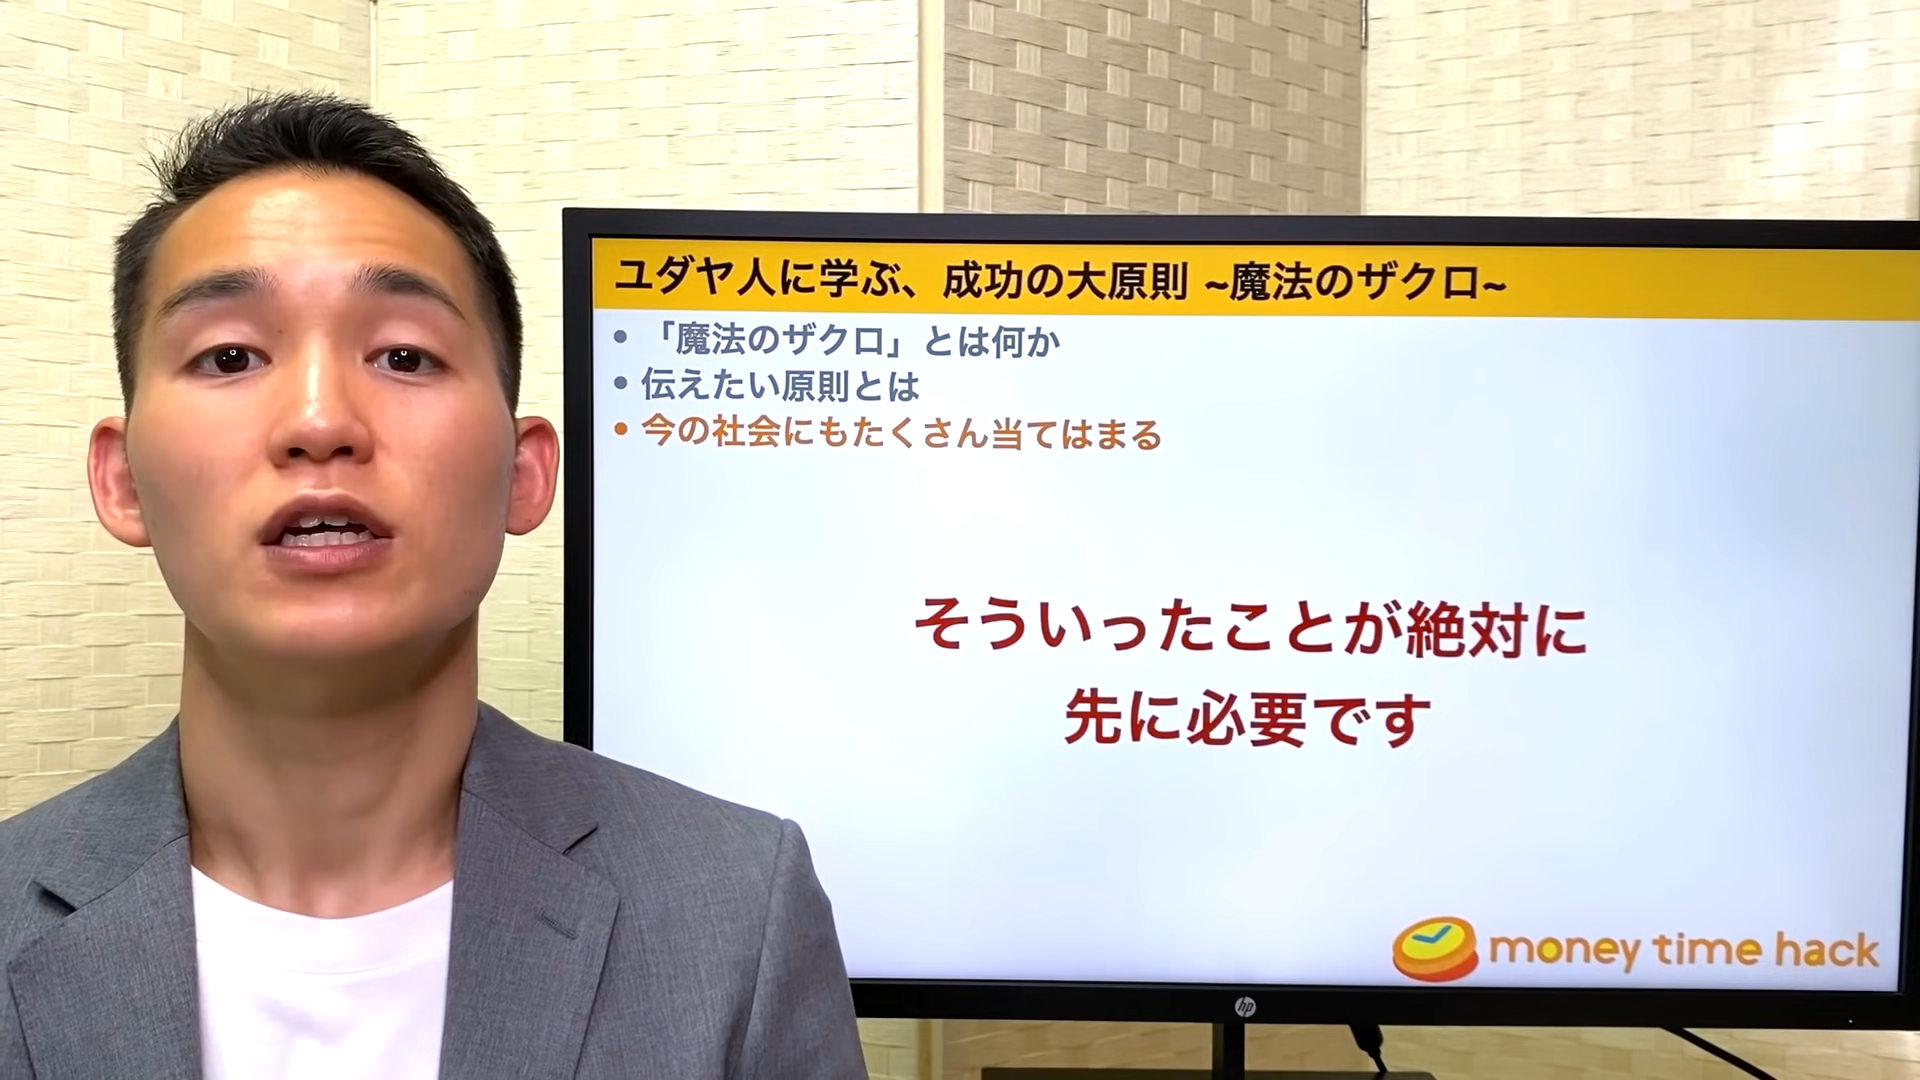 ユダヤ人に学ぶ、成功の大原則 ~魔法のザクロ~
• 「魔法のザクロ」とは何か
• 伝えたい原則とは
• 今の社会にもたくさん当てはまる
そういったことが絶対に
先に必要です
money time hack
hp